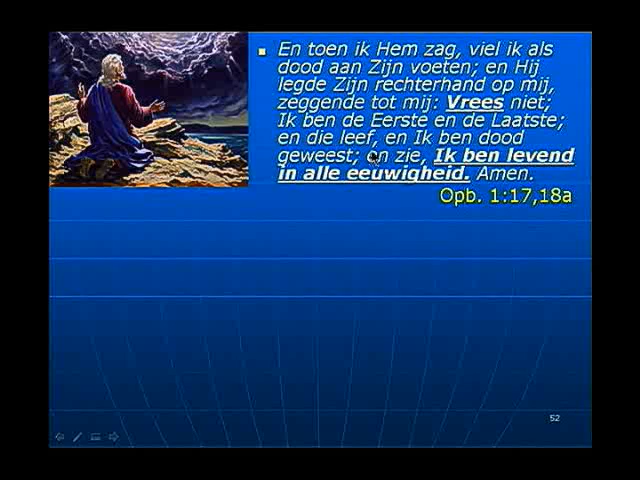 En toen ik Hem zag, viel ik als
dood aan Zijn voeten; en Hij
legde Zijn rechterhand op mij,
zeggende tot mij: Vrees niet;
Ik ben de Eerste en de Laatste;
en die leef, en Ik ben dood
geweest; en zie, Ik ben levend
in alle eeuwigheid. Amen.
Opb. 1:17,18a
52